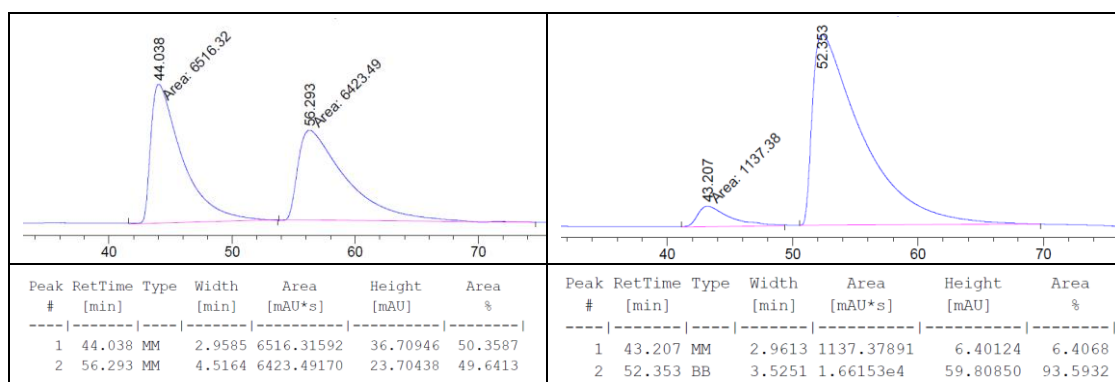 44.038
Area: 6516.32
56.293
Area: 6423.49
40 50 60 70
Peak RetTime Type Width Area Height Area
# [min] [min] [mAU*s] [mAU] %
----|-------|----|-------|----------|----------|--------|
1 44.038 MM 2.9585 6516.31592 36.70946 50.3587
2 56.293 MM 4.5164 6423.49170 23.70438 49.6413
43.207
Area: 1137.38
52.353
40 50 60 70
Peak RetTime Type Width Area Height Area
# [min] [min] [mAU*s] [mAU] %
----|-------|----|-------|----------|----------|--------|
1 43.207 MM 2.9613 1137.37891 6.40124 6.4068
2 52.353 BB 3.5251 1.66153e4 59.80850 93.5932